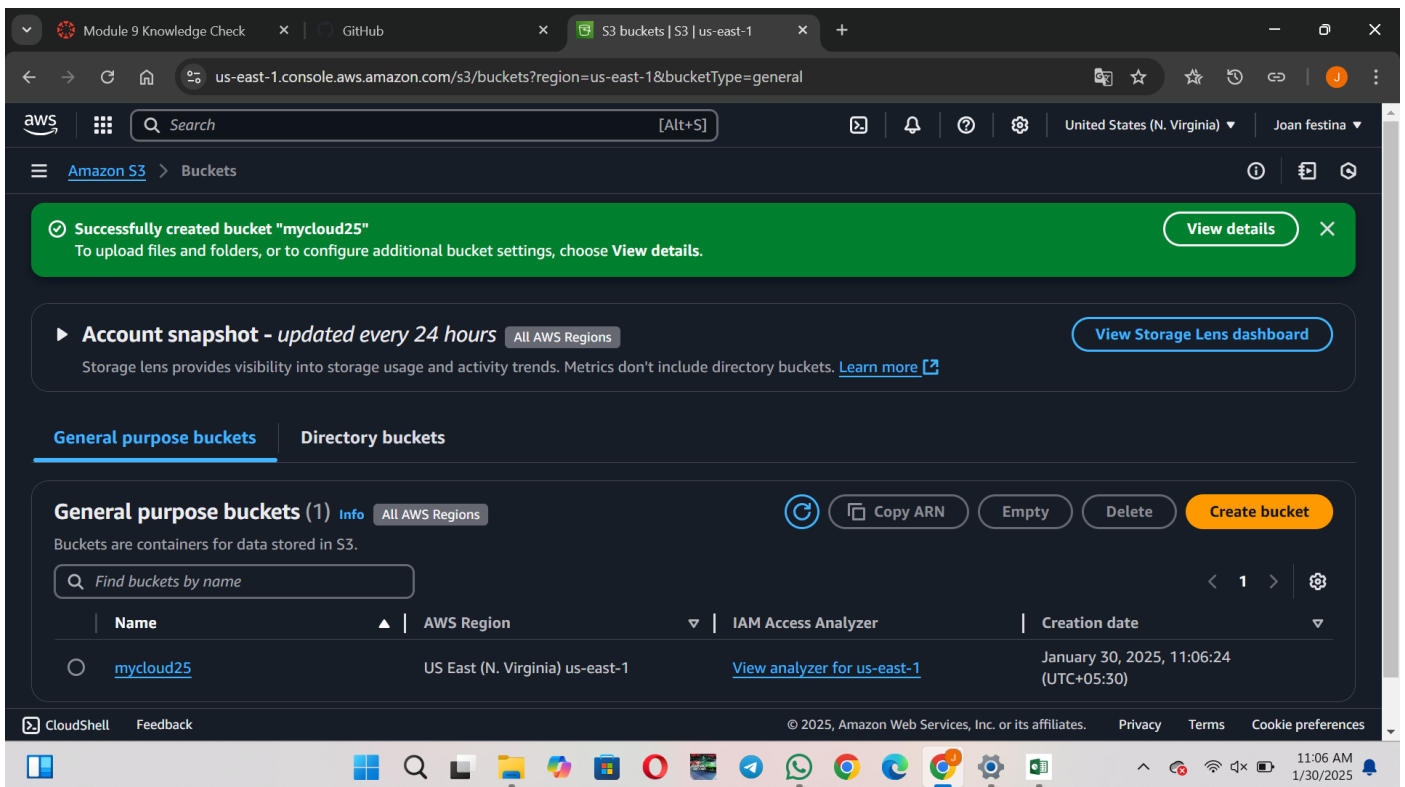 Module 9 Knowledge Check
GitHub
S3 buckets | S3 | us-east-1
us-east-1.console.aws.amazon.com/s3/buckets?region=us-east-1&bucketType=general
J
aws
Search
[Alt+S]
United States (N. Virginia)
Joan festina
Amazon S3
Buckets
Successfully created bucket "mycloud25"
To upload files and folders, or to configure additional bucket settings, choose View details.
View details
Account snapshot - updated every 24 hours
All AWS Regions
View Storage Lens dashboard
Storage lens provides visibility into storage usage and activity trends. Metrics don't include directory buckets. Learn more
General purpose buckets
Directory buckets
General purpose buckets (1) Info
All AWS Regions
Copy ARN
Empty
Delete
Create bucket
Buckets are containers for data stored in S3.
Find buckets by name
1
Name
AWS Region
IAM Access Analyzer
Creation date
mycloud25
US East (N. Virginia) us-east-1
View analyzer for us-east-1
January 30, 2025, 11:06:24
(UTC+05:30)
CloudShell
Feedback
© 2025, Amazon Web Services, Inc. or its affiliates.
Privacy
Terms
Cookie preferences
11:06 AM
1/30/2025